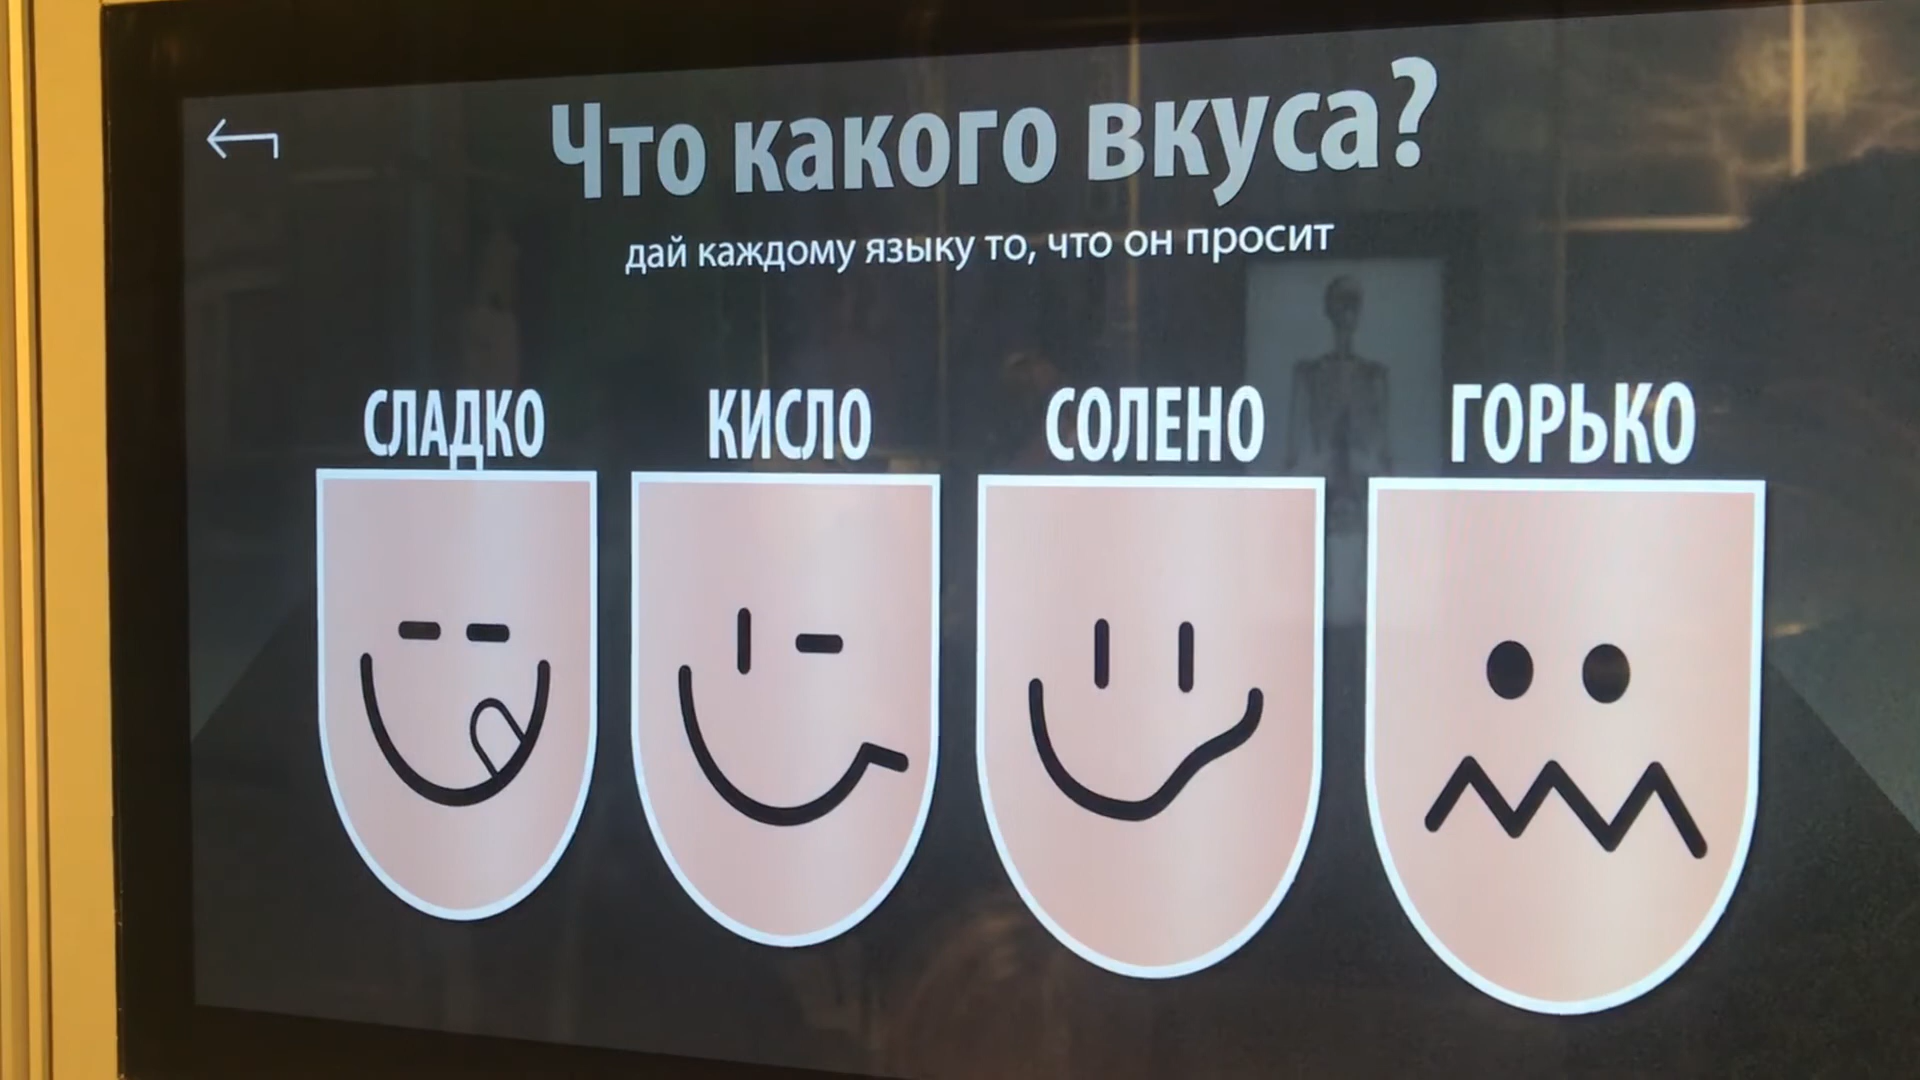 Что какого вкуса?
дай каждому языку то, что он просит
СЛАДКО
КИСЛО
СОЛЕНО
ГОРЬКО